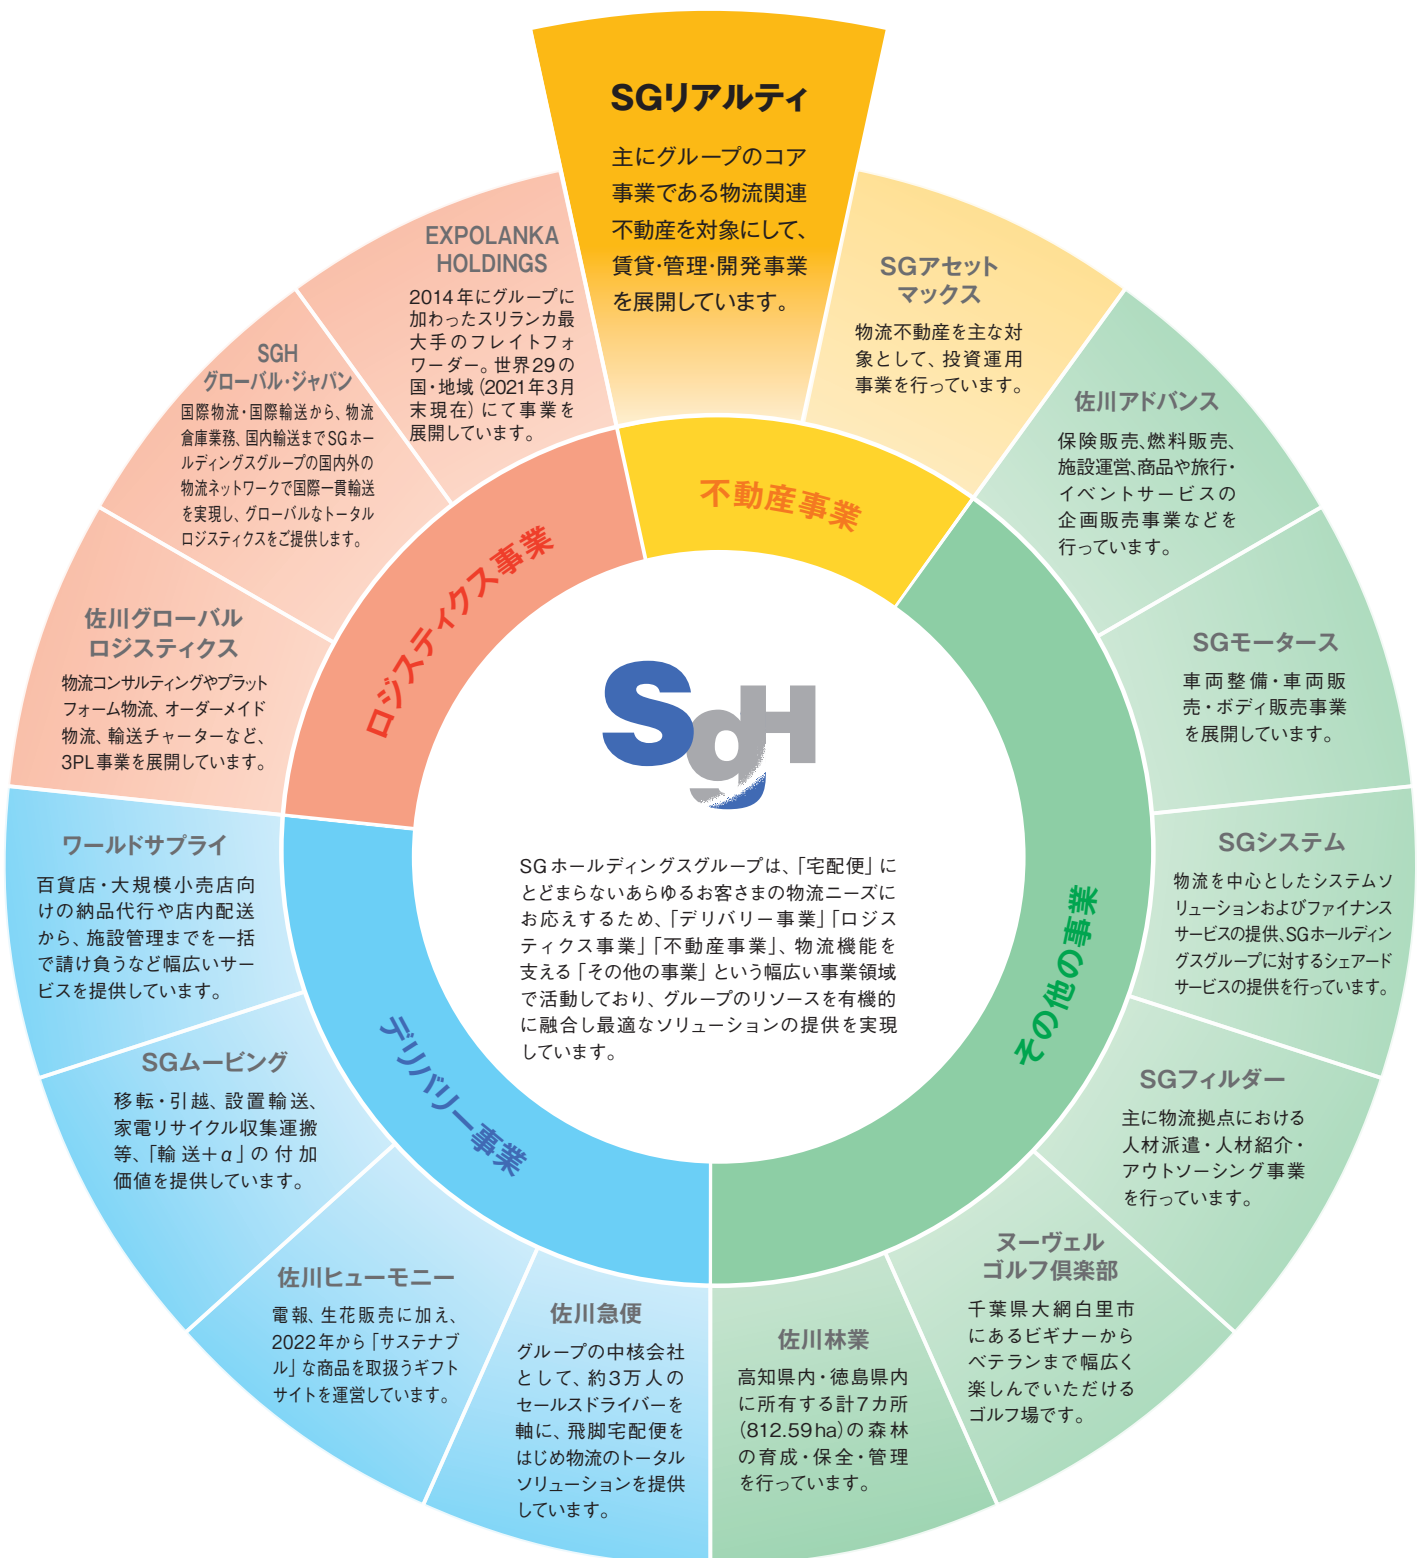 SGリアルティ
主にグループのコア
事業である物流関連
不動産を対象にして、
賃貸・管理・開発事業
を展開しています。
SGアセット
マックス
物流不動産を主な対
象として、投資運用
事業を行っています。
佐川アドバンス
保険販売、燃料販売、
施設運営、商品や旅行・
イベントサービスの
企画販売事業などを
行っています。
SGモータース
車両整備・車両販
売・ボディ販売事業
を展開しています。
SGシステム
物流を中心としたシステムソ
リューションおよびファイナンス
サービスの提供、SGホールディン
グスグループに対するシェアード
サービスの提供を行っています。
SGフィルダー
主に物流拠点における
人材派遣・人材紹介・
アウトソーシング事業
を行っています。
ヌーヴェル
ゴルフ倶楽部
千葉県大網白里市
にあるビギナーから
ベテランまで幅広く
楽しんでいただける
ゴルフ場です。
佐川林業
高知県内・徳島県内
に所有する計7カ所
(812.59ha)の森林
の育成・保全・管理
を行っています。
佐川急便
グループの中核会社
として、約3万人の
セールスドライバーを
軸に、飛脚宅配便を
はじめ物流のトータル
ソリューションを提供
しています。
佐川ヒューモニー
電報、生花販売に加え、
2022年から「サステナブ
ル」な商品を取扱うギフト
サイトを運営しています。
SGムービング
移転・引越、設置輸送、
家電リサイクル収集運搬
等、「輸送＋α」の付加
価値を提供しています。
ワールドサプライ
百貨店・大規模小売店向
けの納品代行や店内配送
から、施設管理までを一括
で請け負うなど幅広いサー
ビスを提供しています。
佐川グローバル
ロジスティクス
物流コンサルティングやプラット
フォーム物流、オーダーメイド
物流、輸送チャーターなど、
3PL事業を展開しています。
SGH
グローバル・ジャパン
国際物流・国際輸送から、物流
倉庫業務、国内輸送までSGホー
ルディングスグループの国内外の
物流ネットワークで国際一貫輸送
を実現し、グローバルなトータル
ロジスティクスをご提供します。
EXPOLANKA
HOLDINGS
2014年にグループに
加わったスリランカ最
大手のフレイトフォ
ワーダー。世界29の
国・地域（2021年3月
末現在）にて事業を
展開しています。
不動産事業
その他の事業
デリバリー事業
ロジスティクス事業
SgH
SGホールディングスグループは、「宅配便」に
とどまらないあらゆるお客さまの物流ニーズに
お応えするため、「デリバリー事業」「ロジス
ティクス事業」「不動産事業」、物流機能を
支える「その他の事業」という幅広い事業領域
で活動しており、グループのリソースを有機的
に融合し最適なソリューションの提供を実現
しています。